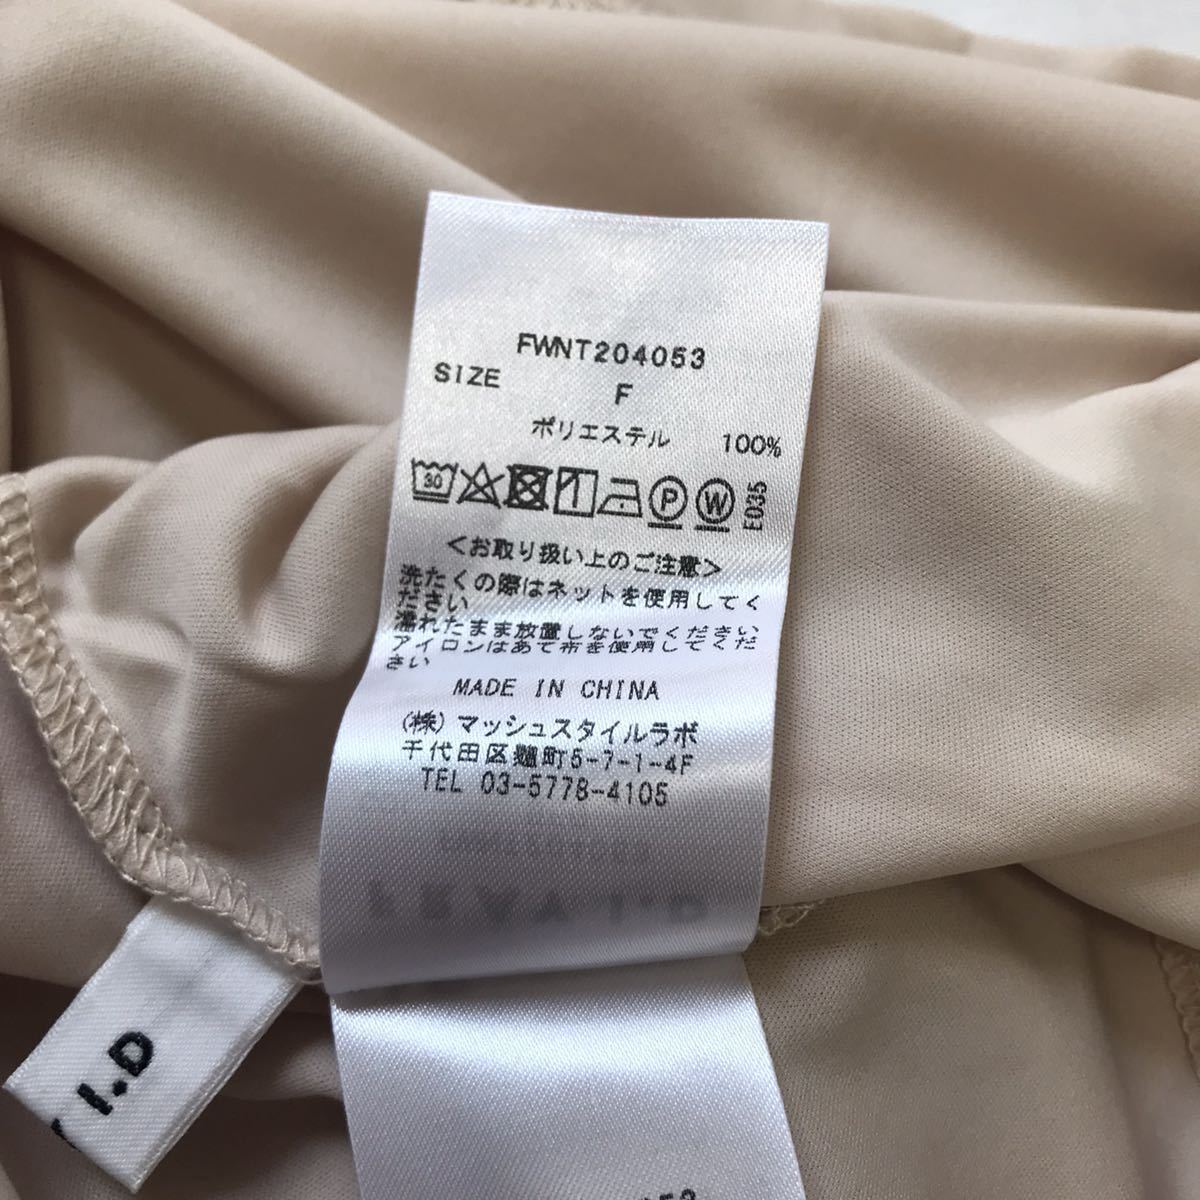 FWNT204053
SIZE F
ポリエステル 100%
30 P W E035
<お取り扱い上のご注意>
洗たくの際はネットを使用してく
ださい
濡れたまま放置しないでください
アイロンはあて布を使用してくだ
さい
MADE IN CHINA
(株)マッシュスタイルラボ
千代田区麹町5-7-1-4F
TEL 03-5778-4105
I.D